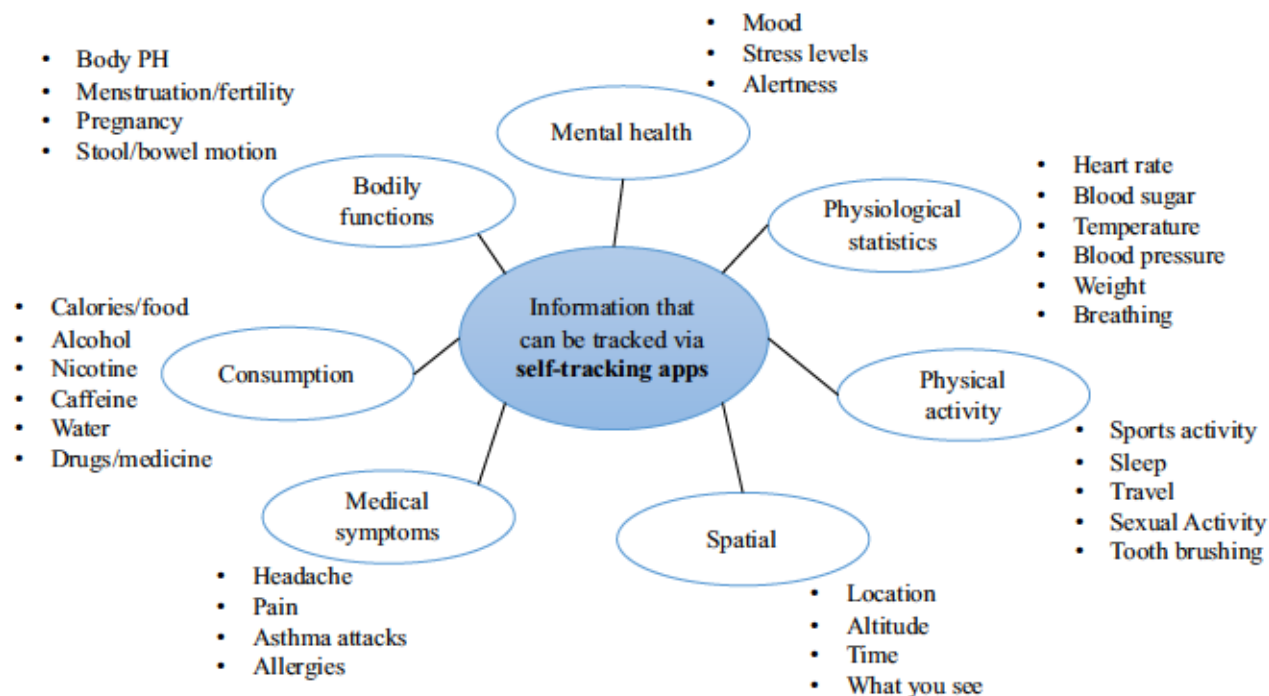 • Mood
• Stress levels
• Alertness
Mental health
• Body PH
• Menstruation/fertility
• Pregnancy
• Stool/bowel motion
Bodily
functions
• Heart rate
• Blood sugar
• Temperature
• Blood pressure
• Weight
• Breathing
Physiological
statistics
Information that
can be tracked via
self-tracking apps
• Calories/food
• Alcohol
• Nicotine
• Caffeine
• Water
• Drugs/medicine
Consumption
Physical
activity
• Sports activity
• Sleep
• Travel
• Sexual Activity
• Tooth brushing
Medical
symptoms
• Headache
• Pain
• Asthma attacks
• Allergies
Spatial
• Location
• Altitude
• Time
• What you see